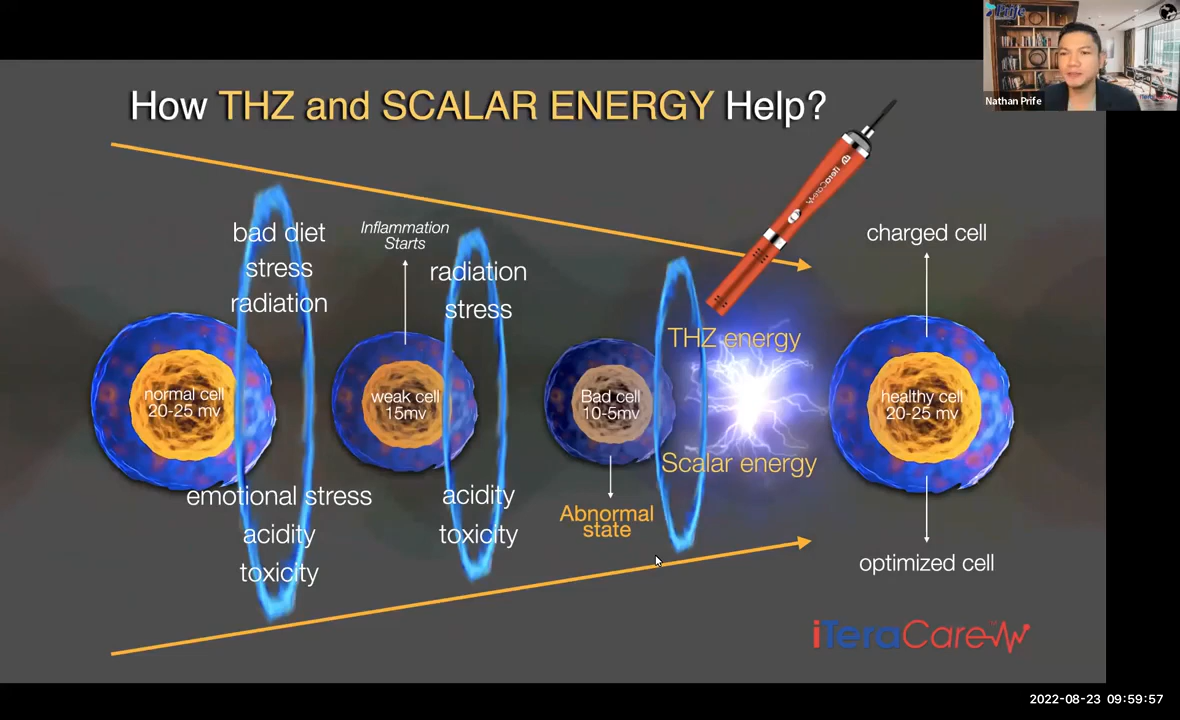 Prife
Nathan Prife
How THZ and SCALAR ENERGY Help?
bad diet
stress
radiation
Inflammation
Starts
radiation
stress
iTeraCare
charged cell
THZ energy
normal cell
20-25 mv
weak cell
15mv
Bad cell
10-5mv
healthy cell
20-25 mv
Scalar energy
emotional stress
acidity
toxicity
acidity
toxicity
Abnormal
state
optimized cell
iTeraCare
2022-08-23 09:59:57